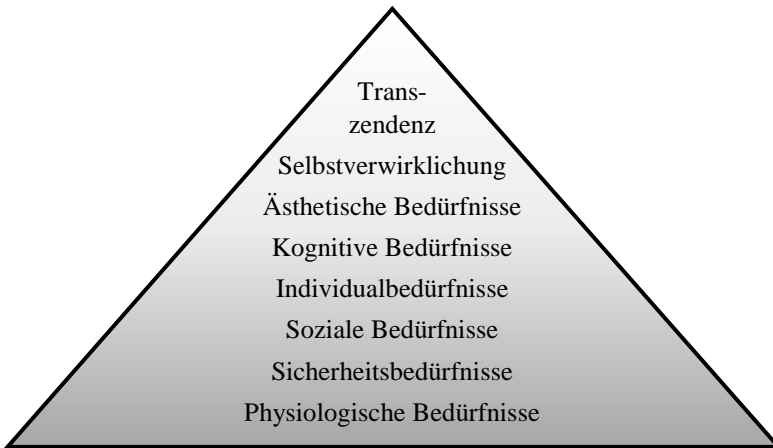 Trans-
zendenz
Selbstverwirklichung
Ästhetische Bedürfnisse
Kognitive Bedürfnisse
Individualbedürfnisse
Soziale Bedürfnisse
Sicherheitsbedürfnisse
Physiologische Bedürfnisse